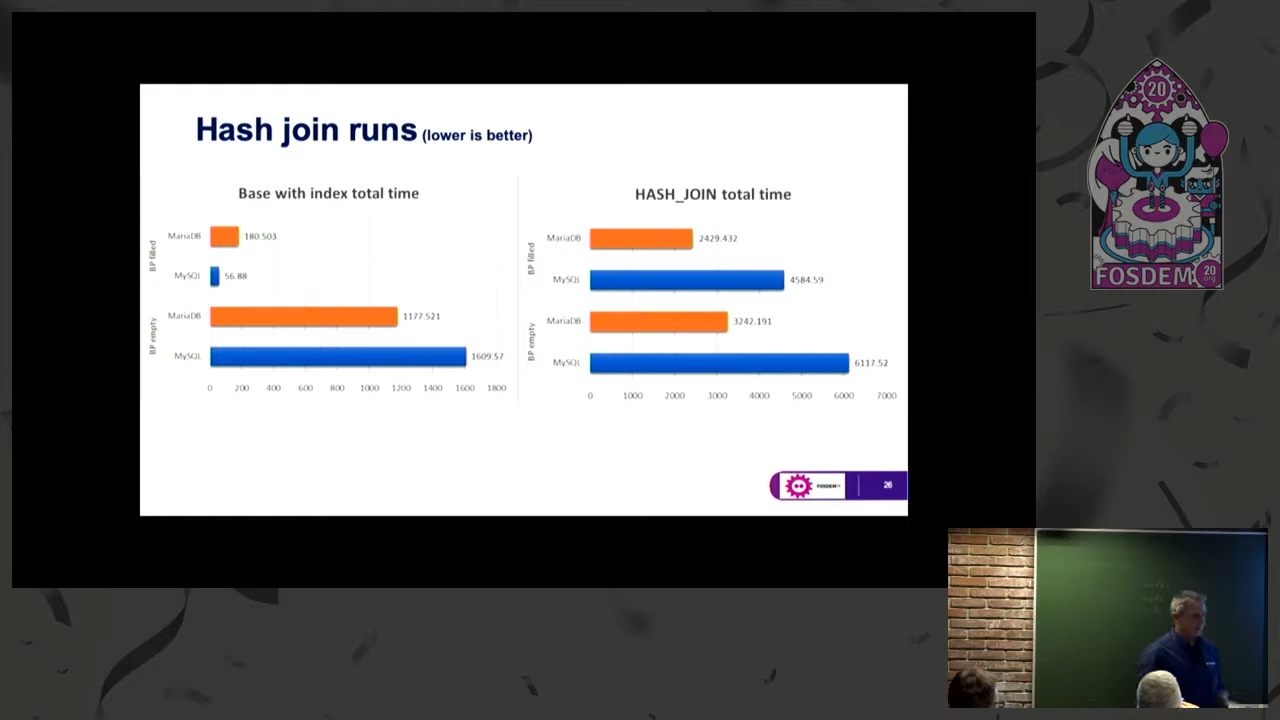 Hash join runs (lower is better)
Base with index total time
BP filled
MariaDB
180.503
MySQL
56.88
BP empty
MariaDB
1177.521
MySQL
1609.57
0 200 400 600 800 1000 1200 1400 1600 1800
HASH_JOIN total time
BP filled
MariaDB
2429.432
MySQL
4584.59
BP empty
MariaDB
3242.191
MySQL
6117.52
0 1000 2000 3000 4000 5000 6000 7000
FOSDEM
26
20
FOSDEM
20
.org